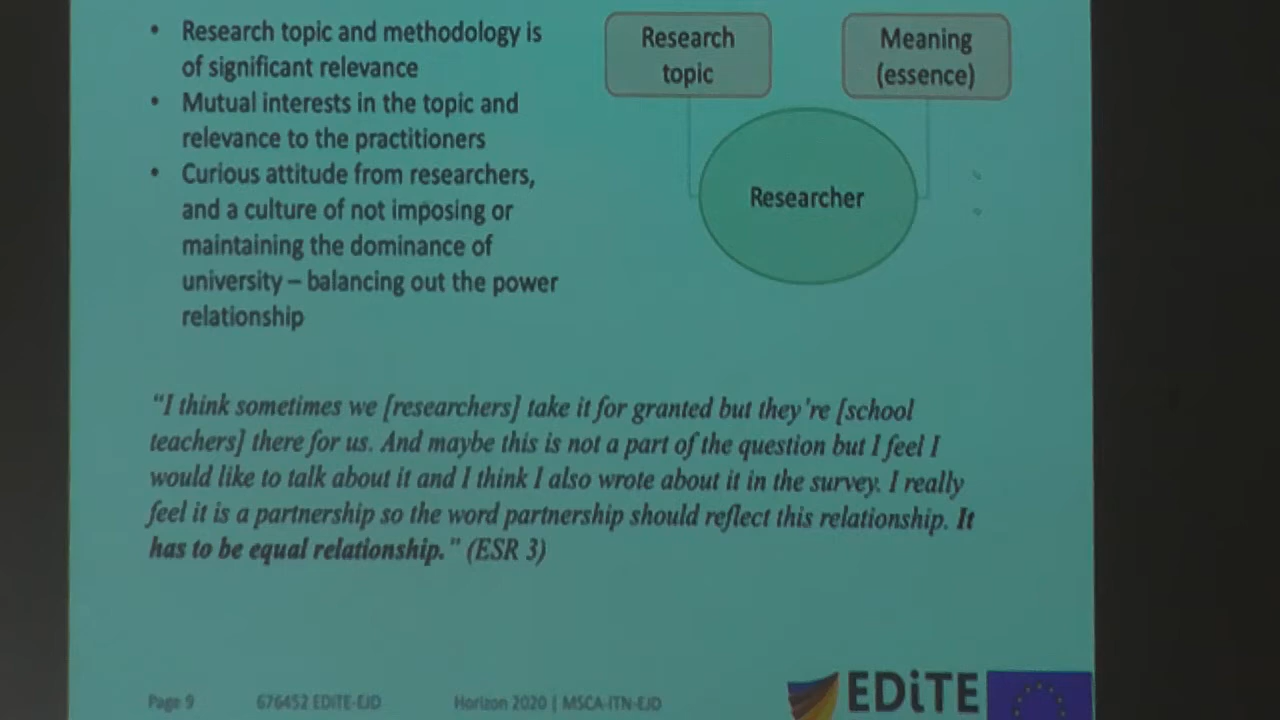 • Research topic and methodology is
of significant relevance
• Mutual interests in the topic and
relevance to the practitioners
• Curious attitude from researchers,
and a culture of not imposing or
maintaining the dominance of
university – balancing out the power
relationship
Research
topic
Meaning
(essence)
Researcher
"I think sometimes we [researchers] take it for granted but they're [school
teachers] there for us. And maybe this is not a part of the question but I feel I
would like to talk about it and I think I also wrote about it in the survey. I really
feel it is a partnership so the word partnership should reflect this relationship. It
has to be equal relationship." (ESR 3)
Page 9
676452 EDITE-EJD
Horizon 2020 | MSCA-ITN-EJD
EDiTE